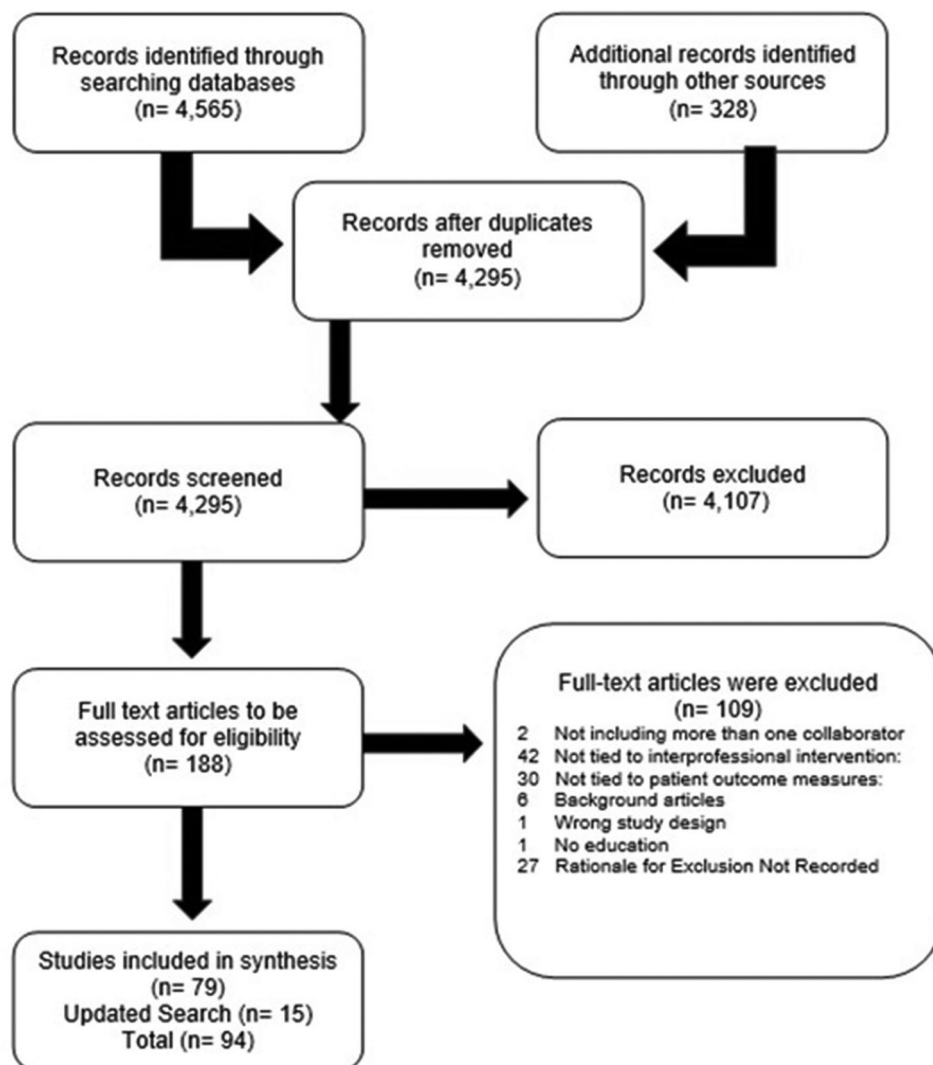 Records identified through
searching databases
(n= 4,565)
Additional records identified
through other sources
(n= 328)
Records after duplicates
removed
(n= 4,295)
Records screened
(n= 4,295)
Records excluded
(n= 4,107)
Full text articles to be
assessed for eligibility
(n= 188)
Full-text articles were excluded
(n= 109)
2 Not including more than one collaborator
42 Not tied to interprofessional intervention:
30 Not tied to patient outcome measures:
6 Background articles
1 Wrong study design
1 No education
27 Rationale for Exclusion Not Recorded
Studies included in synthesis
(n= 79)
Updated Search (n= 15)
Total (n= 94)